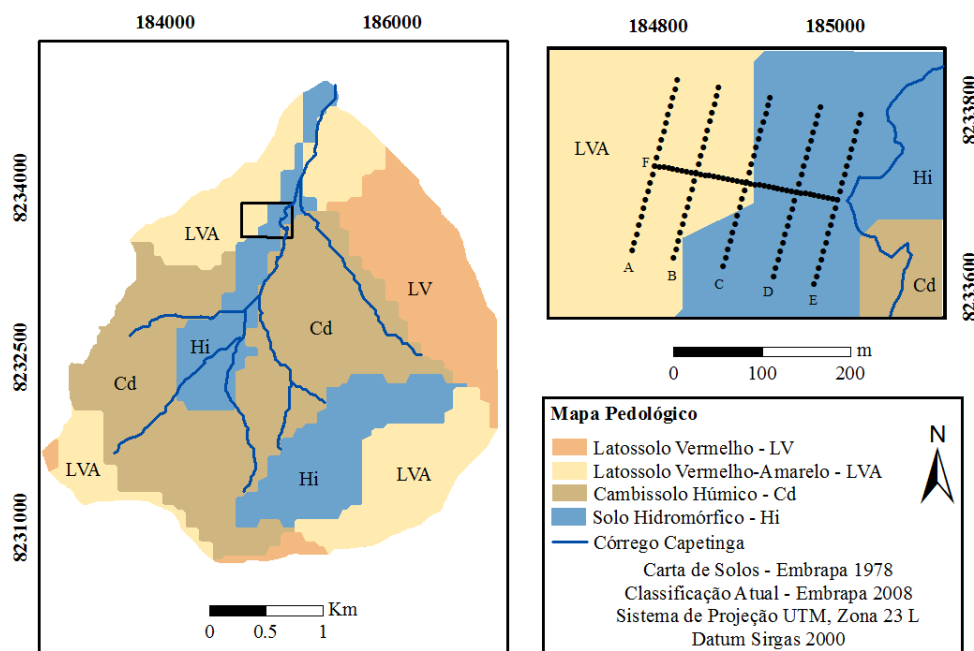 184000
186000
8234000
8232500
8231000
LVA
LV
Cd
Hi
Cd
LVA
Hi
LVA
Km
0
0.5
1
184800
185000
8233800
8233600
LVA
F
Hi
A
B
C
D
E
Cd
m
0
100
200
Mapa Pedológico
Latossolo Vermelho - LV
Latossolo Vermelho-Amarelo - LVA
Cambissolo Húmico - Cd
Solo Hidromórfico - Hi
Córrego Capetinga
N
Carta de Solos - Embrapa 1978
Classificação Atual - Embrapa 2008
Sistema de Projeção UTM, Zona 23 L
Datum Sirgas 2000